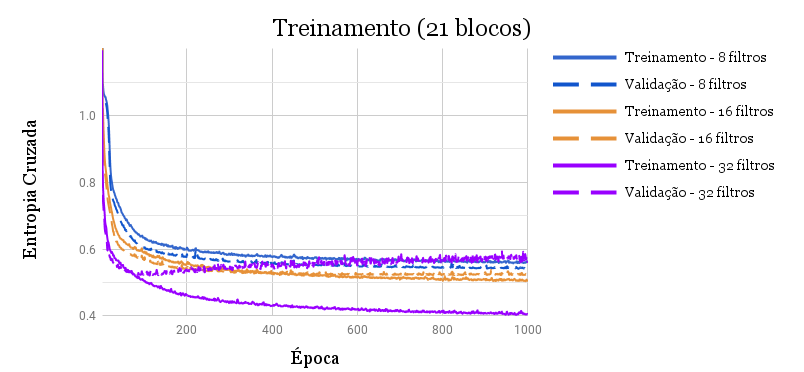 Treinamento (21 blocos)
Entropia Cruzada
1.0
0.8
0.6
0.4
200
400
600
800
1000
Época
Treinamento - 8 filtros
Validação - 8 filtros
Treinamento - 16 filtros
Validação - 16 filtros
Treinamento - 32 filtros
Validação - 32 filtros